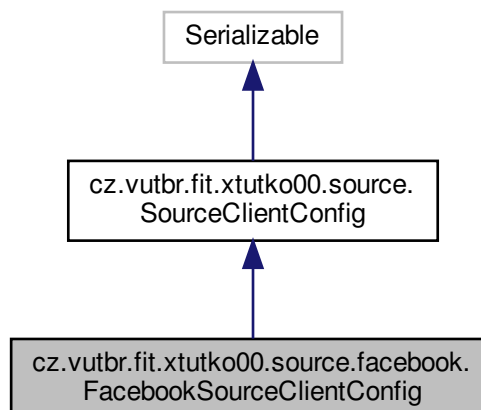 Serializable
cz.vutbr.fit.xtutko00.source.
SourceClientConfig
cz.vutbr.fit.xtutko00.source.facebook.
FacebookSourceClientConfig